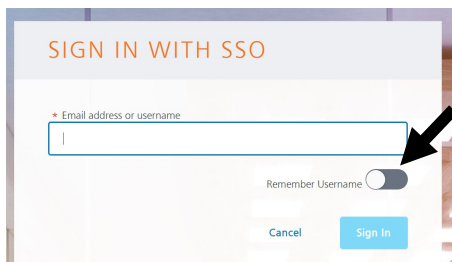 SIGN IN WITH SSO
* Email address or username
Remember Username
Cancel Sign In